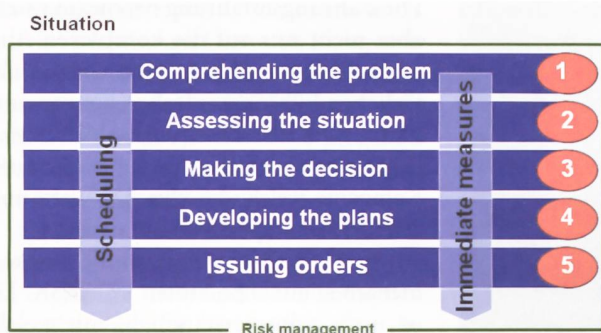 Situation
Comprehending the problem 1
Assessing the situation 2
Making the decision 3
Developing the plans 4
Issuing orders 5
Scheduling
Immediate measures
Risk management